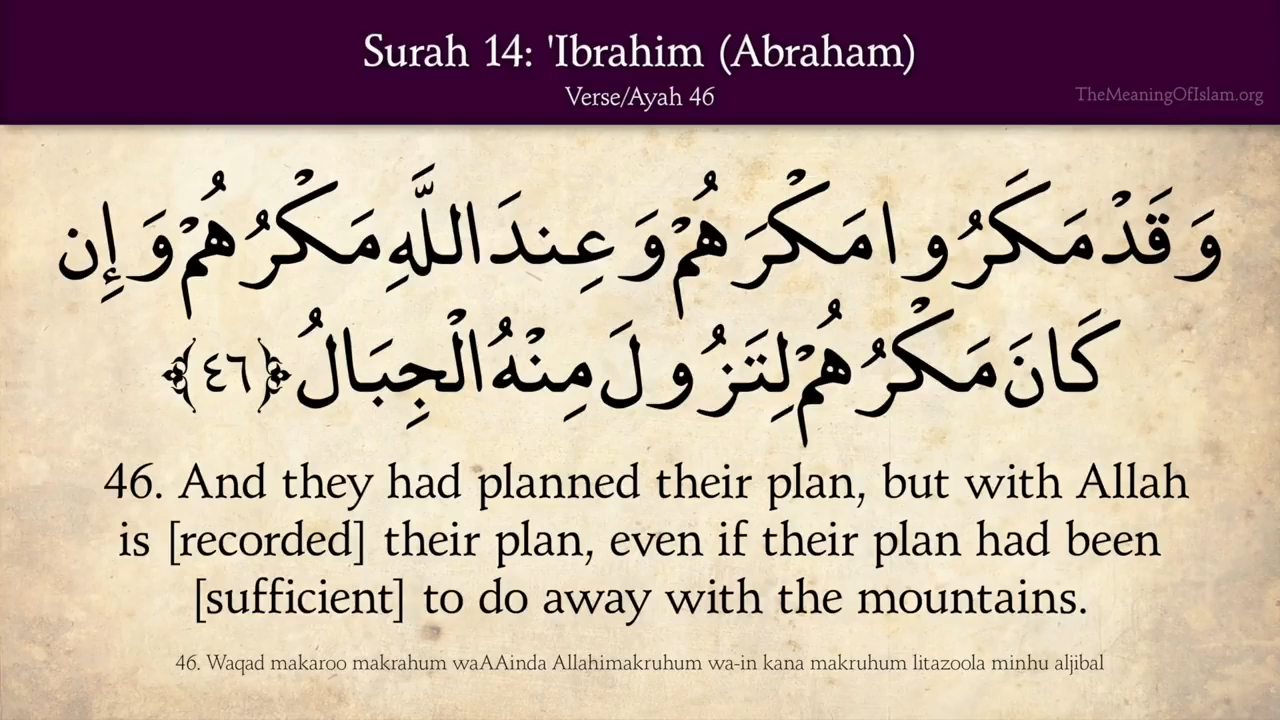 Surah 14: 'Ibrahim (Abraham)
Verse/Ayah 46
TheMeaningOfIslam.org
وَقَدْ مَكَرُوا مَكْرَهُمْ وَعِندَ اللَّهِ مَكْرُهُمْ وَإِن
كَانَ مَكْرُهُمْ لِتَزُولَ مِنْهُ الْجِبَالُ ﴿٤٦﴾
46. And they had planned their plan, but with Allah
is [recorded] their plan, even if their plan had been
[sufficient] to do away with the mountains.
46. Waqad makaroo makrahum waAAinda Allahimakruhum wa-in kana makruhum litazoola minhu aljibal